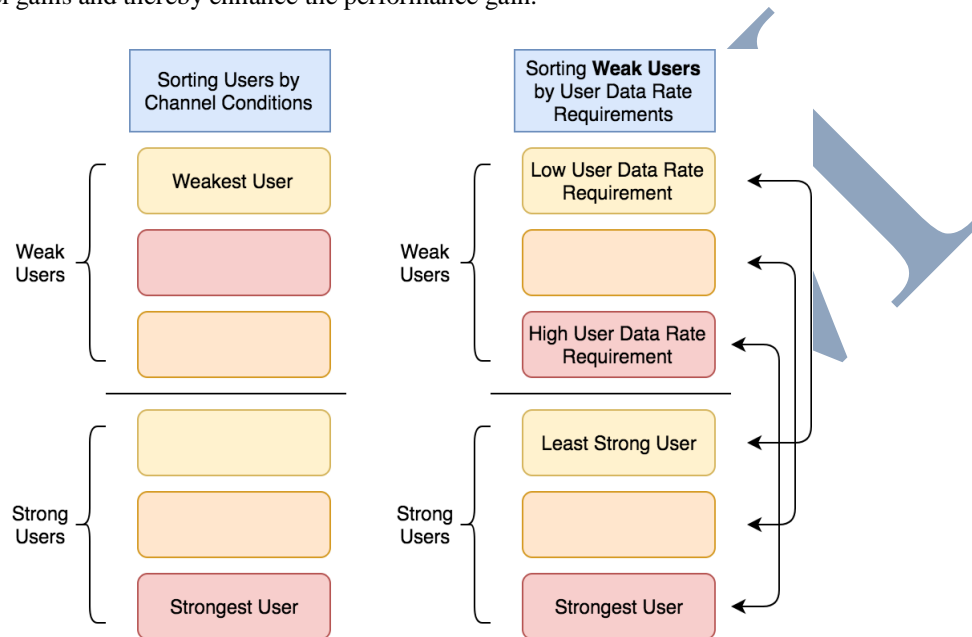 gains and thereby enhance the performance gain.
Sorting Users by
Channel Conditions
Weak
Users
Weakest User
Strong
Users
Strongest User
Sorting Weak Users
by User Data Rate
Requirements
Weak
Users
Low User Data Rate
Requirement
High User Data Rate
Requirement
Strong
Users
Least Strong User
Strongest User